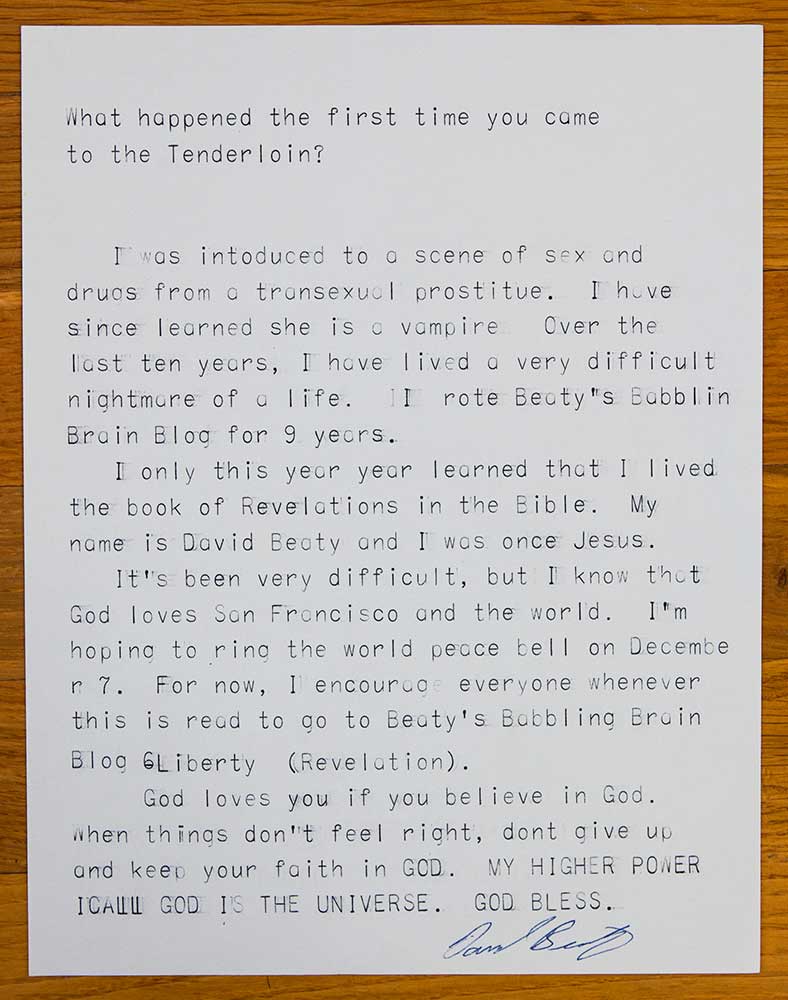 What happened the first time you came
to the Tenderloin?
I was intoduced to a scene of sex and
drugs from a transexual prostitue. I have
since learned she is a vampire Over the
last ten years, I have lived a very difficult
nightmare of a life. I rote Beaty"s Babblin
Brain Blog for 9 years.
I only this year year learned that I lived
the book of Revelations in the Bible. My
name is David Beaty and I was once Jesus.
It's been very difficult, but I know that
God loves San Francisco and the world. I"m
hoping to ring the world peace bell on Decembe
r 7. For now, I encourage everyone whenever
this is read to go to Beaty's Babbling Brain
Blog 6Liberty (Revelation).
God loves you if you believe in God.
When things don"t feel right, dont give up
and keep your faith in GOD. MY HIGHER POWER
ICALL GOD IS THE UNIVERSE. GOD BLESS.
David Beaty